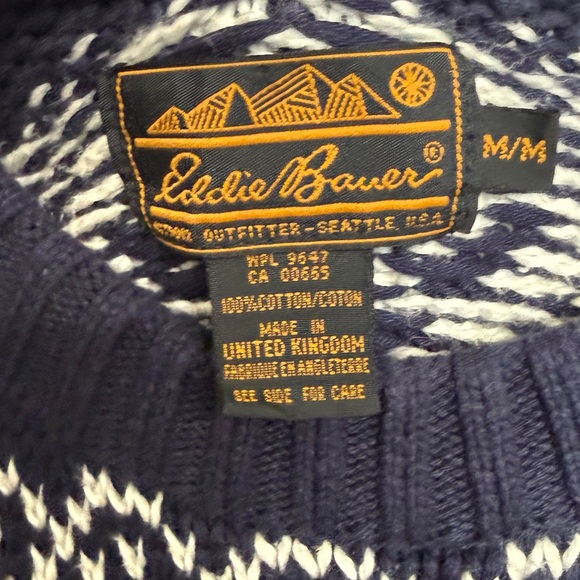 Eddie Bauer ®
OUTFITTER-SEATTLE, U.S.A.
M/M
WPL 9647
CA 00665
100%COTTON/COTON
MADE IN
UNITED KINGDOM
FABRIQUE EN ANGLETERRE
SEE SIDE FOR CARE